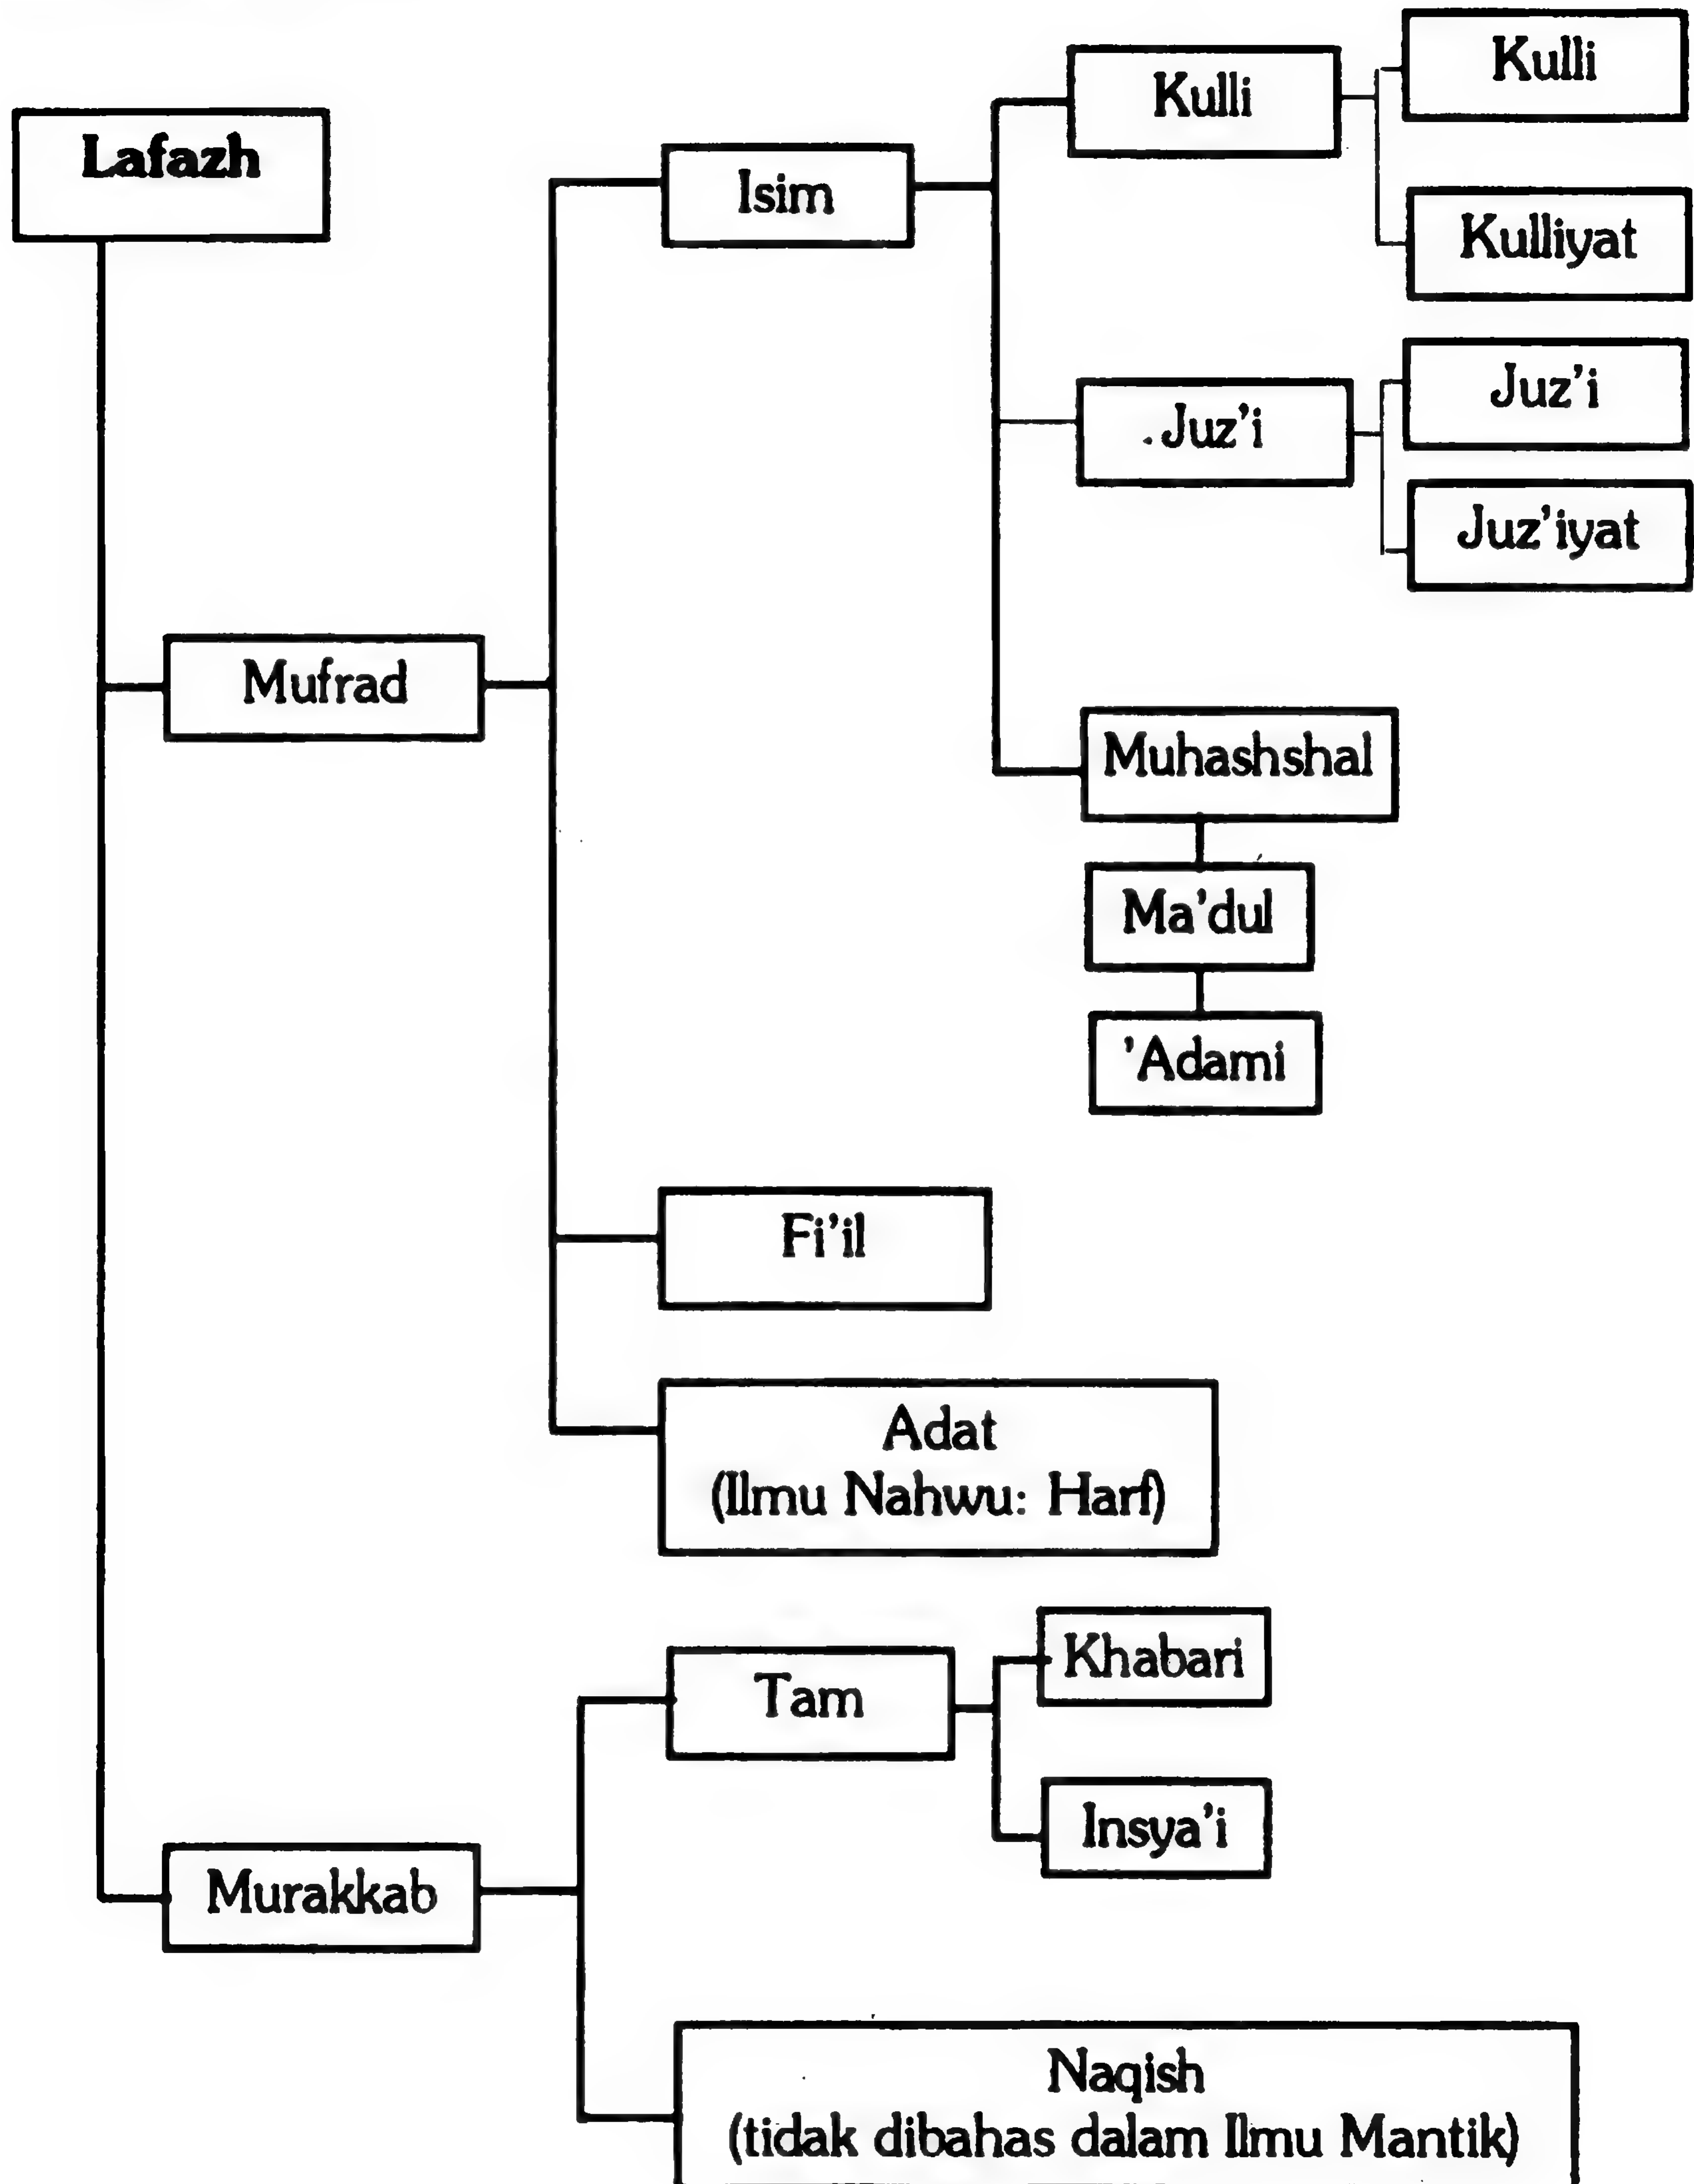 Lafazh
Mufrad
Isim
Kulli
Kulli
Kulliyat
Juz'i
Juz'i
Juz'iyat
Muhashshal
Ma'dul
'Adami
Fi'il
Adat
(Ilmu Nahwu: Harf)
Murakkab
Tam
Khabari
Insya'i
Naqish
(tidak dibahas dalam Ilmu Mantik)